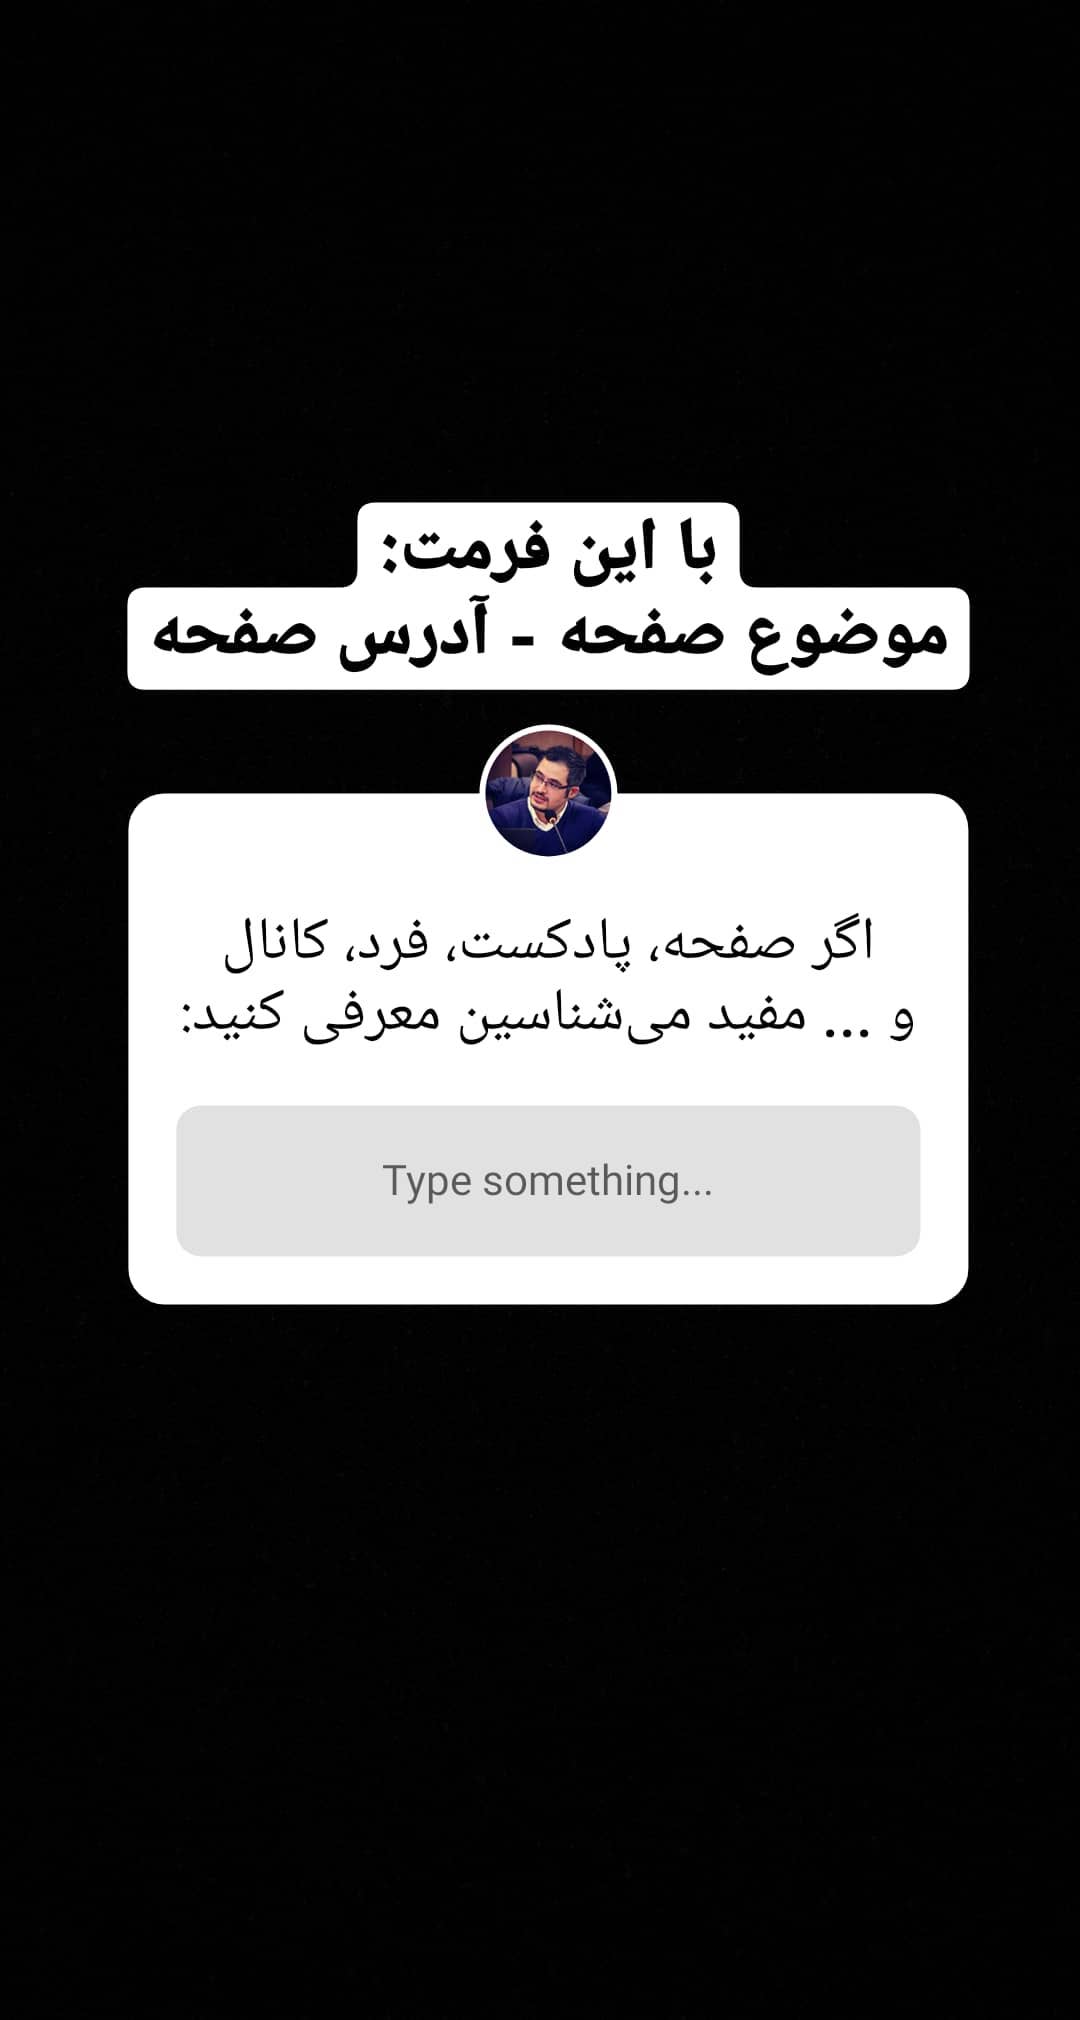 با این فرمت:
موضوع صفحه - آدرس صفحه
اگر صفحه، پادکست، فرد، کانال
و ... مفید می‌شناسین معرفی کنید:
Type something...